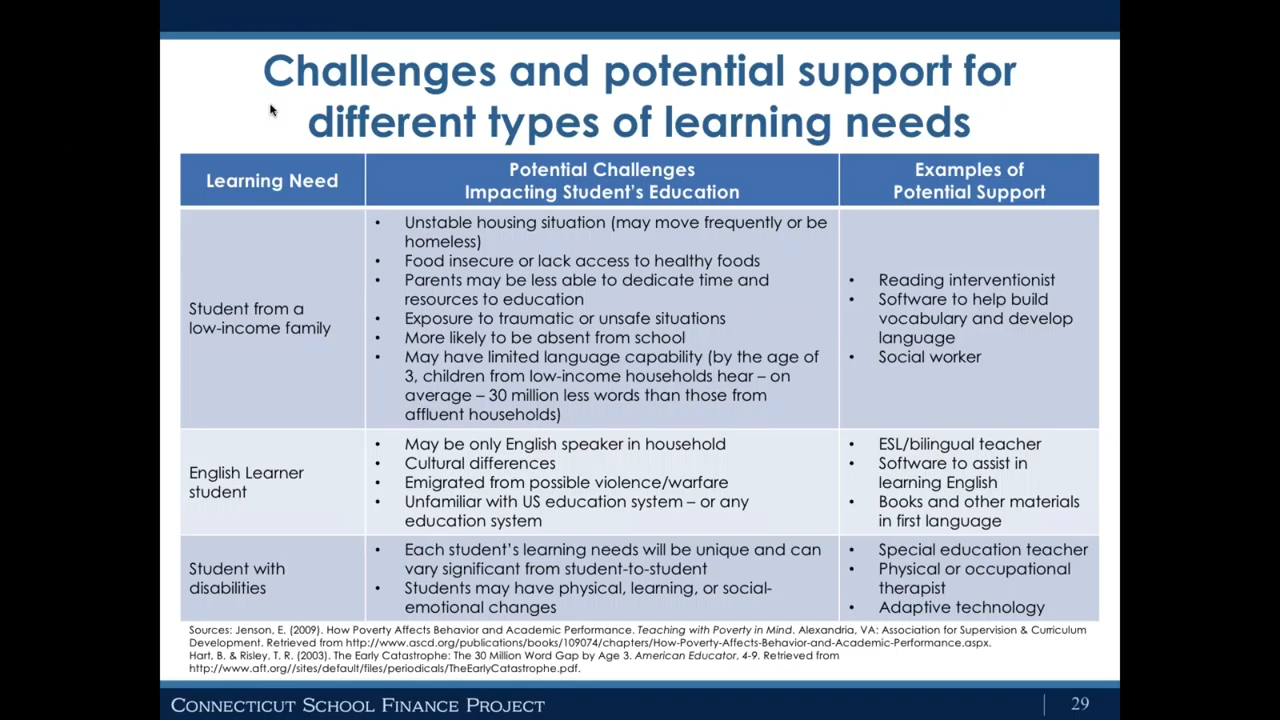 Challenges and potential support for
different types of learning needs
Learning Need
Potential Challenges
Impacting Student's Education
Examples of
Potential Support
Student from a
low-income family
• Unstable housing situation (may move frequently or be
homeless)
• Food insecure or lack access to healthy foods
• Parents may be less able to dedicate time and
resources to education
• Exposure to traumatic or unsafe situations
• More likely to be absent from school
• May have limited language capability (by the age of
3, children from low-income households hear – on
average – 30 million less words than those from
affluent households)
• Reading interventionist
• Software to help build
vocabulary and develop
language
• Social worker
English Learner
student
• May be only English speaker in household
• Cultural differences
• Emigrated from possible violence/warfare
• Unfamiliar with US education system – or any
education system
• ESL/bilingual teacher
• Software to assist in
learning English
• Books and other materials
in first language
Student with
disabilities
• Each student's learning needs will be unique and can
vary significant from student-to-student
• Students may have physical, learning, or social-
emotional changes
• Special education teacher
• Physical or occupational
therapist
• Adaptive technology
Sources: Jenson, E. (2009). How Poverty Affects Behavior and Academic Performance. Teaching with Poverty in Mind. Alexandria, VA: Association for Supervision & Curriculum
Development. Retrieved from http://www.ascd.org/publications/books/109074/chapters/How-Poverty-Affects-Behavior-and-Academic-Performance.aspx.
Hart, B. & Risley, T. R. (2003). The Early Catastrophe: The 30 Million Word Gap by Age 3. American Educator, 4-9. Retrieved from
http://www.aft.org//sites/default/files/periodicals/TheEarlyCatastrophe.pdf.
CONNECTICUT SCHOOL FINANCE PROJECT
29